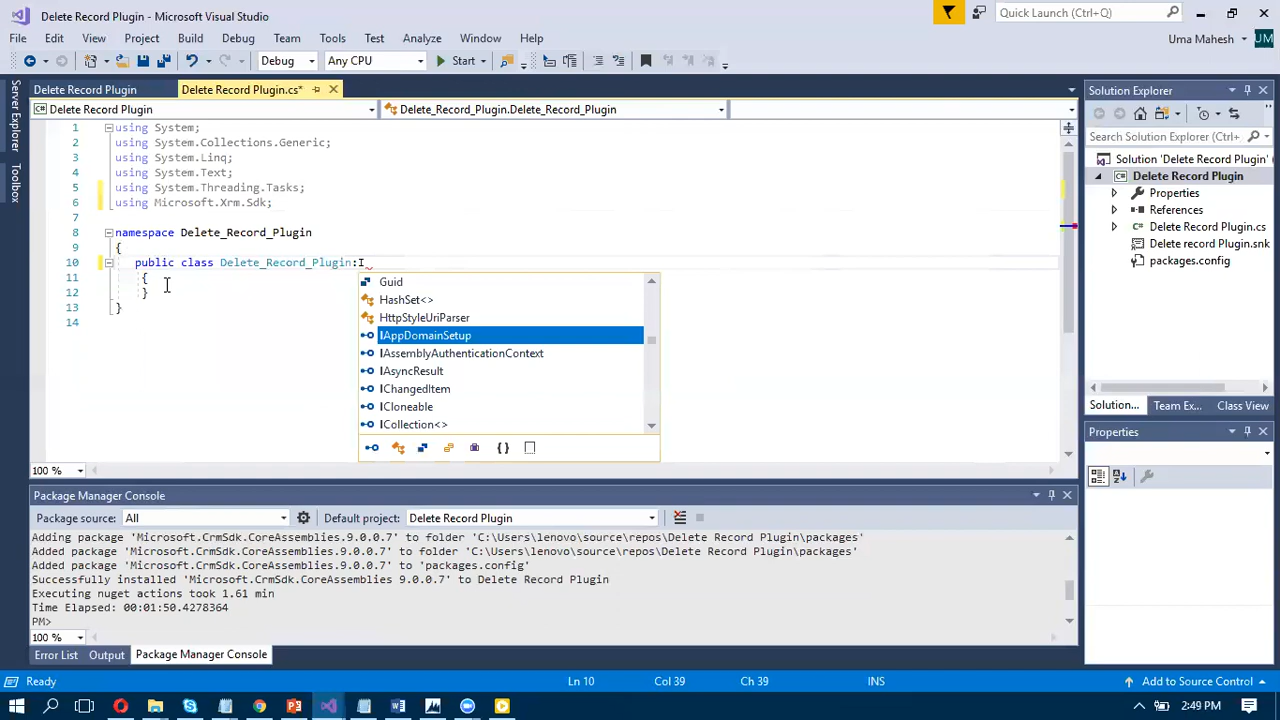 Delete Record Plugin - Microsoft Visual Studio
Quick Launch (Ctrl+Q)
File Edit View Project Build Debug Team Tools Test Analyze Window Help
Uma Mahesh UM
Debug Any CPU Start
Server Explorer
Toolbox
Delete Record Plugin Delete Record Plugin.cs*
Delete Record Plugin Delete_Record_Plugin.Delete_Record_Plugin
1 using System;
2 using System.Collections.Generic;
3 using System.Linq;
4 using System.Text;
5 using System.Threading.Tasks;
6 using Microsoft.Xrm.Sdk;
7
8 namespace Delete_Record_Plugin
9 {
10 public class Delete_Record_Plugin:I
11 {
12 }
13 }
14
Guid
HashSet<>
HttpStyleUriParser
IAppDomainSetup
IAssemblyAuthenticationContext
IAsyncResult
IChangedItem
ICloneable
ICollection<>
100 %
Solution Explorer
Search Solution Explorer (Ctrl+;)
Solution 'Delete Record Plugin' (
Delete Record Plugin
Properties
References
Delete Record Plugin.cs
Delete record Plugin.snk
packages.config
Solution... Team Ex... Class View
Properties
Package Manager Console
Package source: All Default project: Delete Record Plugin
Adding package 'Microsoft.CrmSdk.CoreAssemblies.9.0.0.7' to folder 'C:\Users\lenovo\source\repos\Delete Record Plugin\packages'
Added package 'Microsoft.CrmSdk.CoreAssemblies.9.0.0.7' to folder 'C:\Users\lenovo\source\repos\Delete Record Plugin\packages'
Added package 'Microsoft.CrmSdk.CoreAssemblies.9.0.0.7' to 'packages.config'
Successfully installed 'Microsoft.CrmSdk.CoreAssemblies 9.0.0.7' to Delete Record Plugin
Executing nuget actions took 1.61 min
Time Elapsed: 00:01:50.4278364
PM>
100 %
Error List Output Package Manager Console
Ready Ln 10 Col 39 Ch 39 INS Add to Source Control
2:49 PM